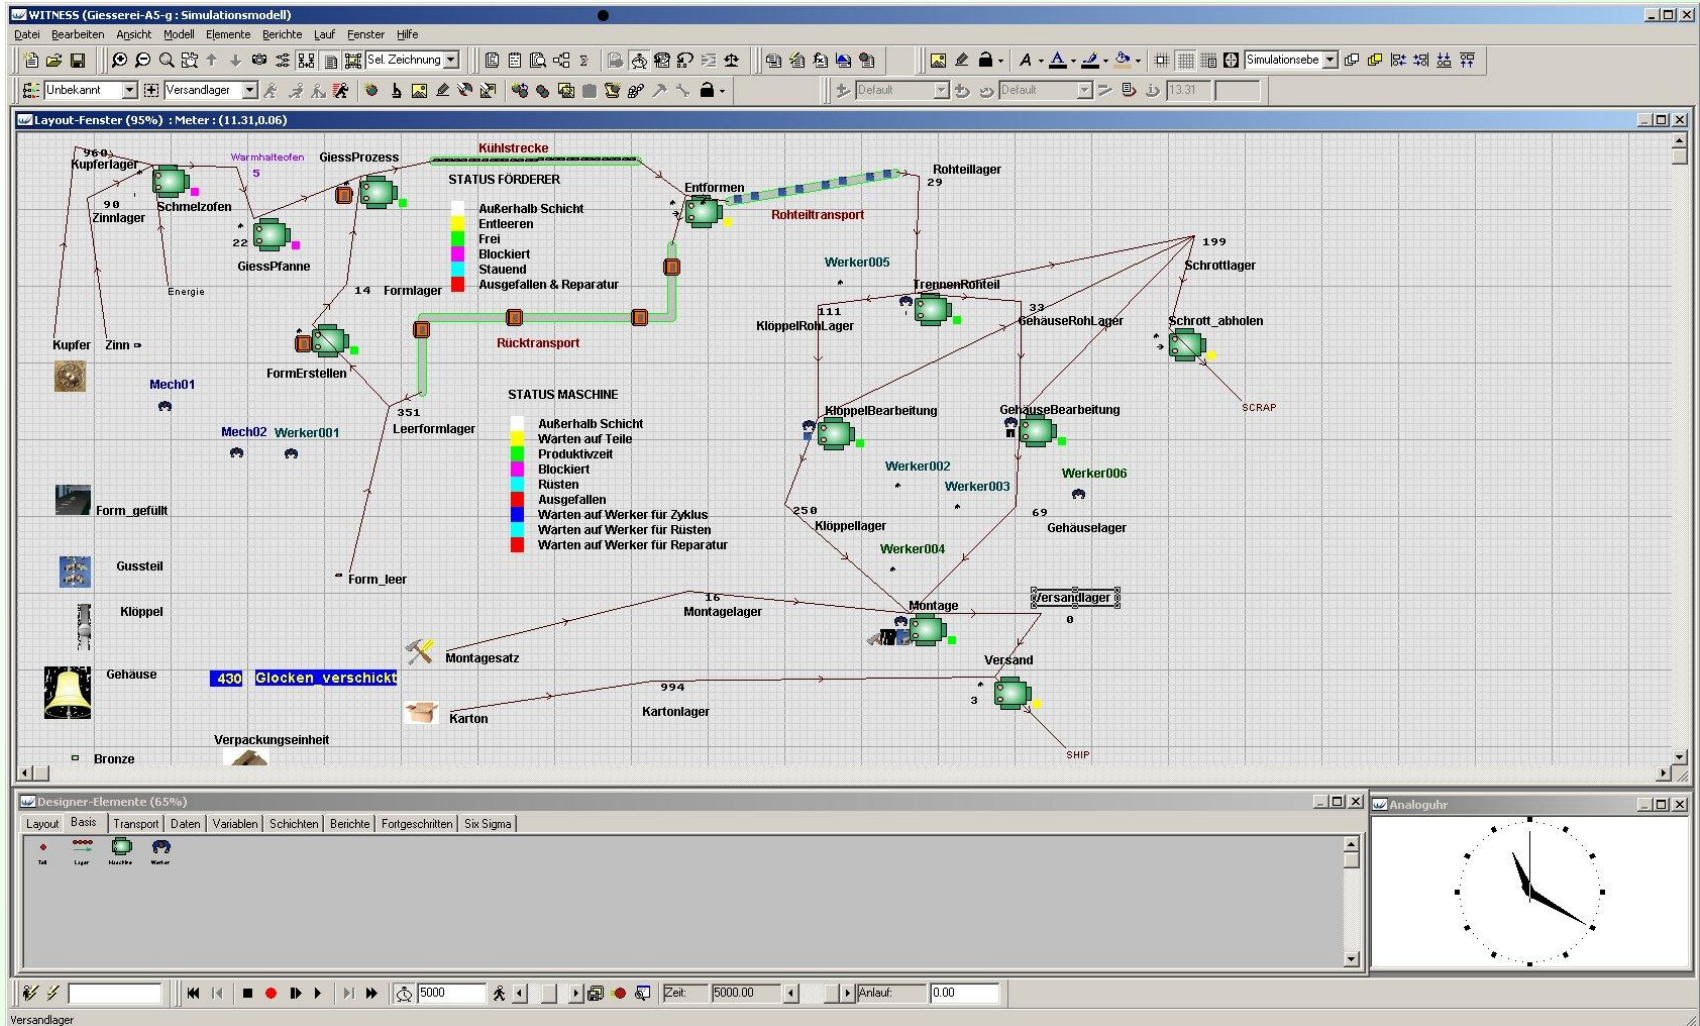 WITNESS (Giesserei-A5-g : Simulationsmodell)
Datei Bearbeiten Ansicht Modell Elemente Berichte Lauf Fenster Hilfe
Sel. Zeichnung
Simulationsebe
Unbekannt Versandlager Default Default 13.31
Layout-Fenster (95%) : Meter : (11.31,0.06)
960
Kupferlager
Warmhalteofen
5
GiessProzess
Kühlstrecke
Schmelzofen
90
Zinnlager
22
GiessPfanne
Energie
Kupfer
Zinn
14 Formlager
FormErstellen
STATUS FÖRDERER
Außerhalb Schicht
Entleeren
Frei
Blockiert
Stauend
Ausgefallen & Reparatur
Entformen
Rohteiltransport
Rohteillager
29
Rücktransport
Werker005
TrennenRohteil
199
Schrottlager
111
KlöppelRohLager
33
GehäuseRohLager
Schrott_abholen
SCRAP
Mech01
Mech02 Werker001
351
Leerformlager
STATUS MASCHINE
Außerhalb Schicht
Warten auf Teile
Produktivzeit
Blockiert
Rüsten
Ausgefallen
Warten auf Werker für Zyklus
Warten auf Werker für Rüsten
Warten auf Werker für Reparatur
KlöppelBearbeitung
GehäuseBearbeitung
Werker002
Werker003
Werker006
250
Klöppellager
69
Gehäuselager
Werker004
Form_gefüllt
Gussteil
Form_leer
Klöppel
16
Montagelager
Montage
Versandlager
0
Gehäuse
430 Glocken_verschickt
Montagesatz
Versand
3
994
Kartonlager
Karton
SHIP
Verpackungseinheit
Bronze
Designer-Elemente (65%)
Layout Basis Transport Daten Variablen Schichten Berichte Fortgeschritten Six Sigma
Teil Lager Maschine Werker
Analoguhr
5000 Zeit: 5000.00 Anlauf: 0.00
Versandlager